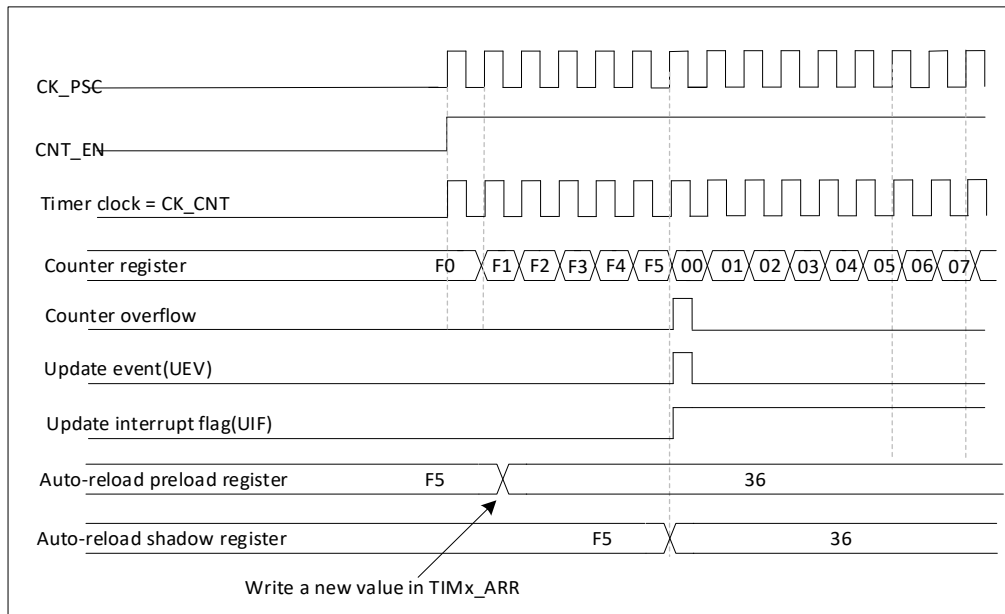 CK_PSC
CNT_EN
Timer clock = CK_CNT
Counter register F0 F1 F2 F3 F4 F5 00 01 02 03 04 05 06 07
Counter overflow
Update event(UEV)
Update interrupt flag(UIF)
Auto-reload preload register F5 36
Auto-reload shadow register F5 36
Write a new value in TIMx_ARR